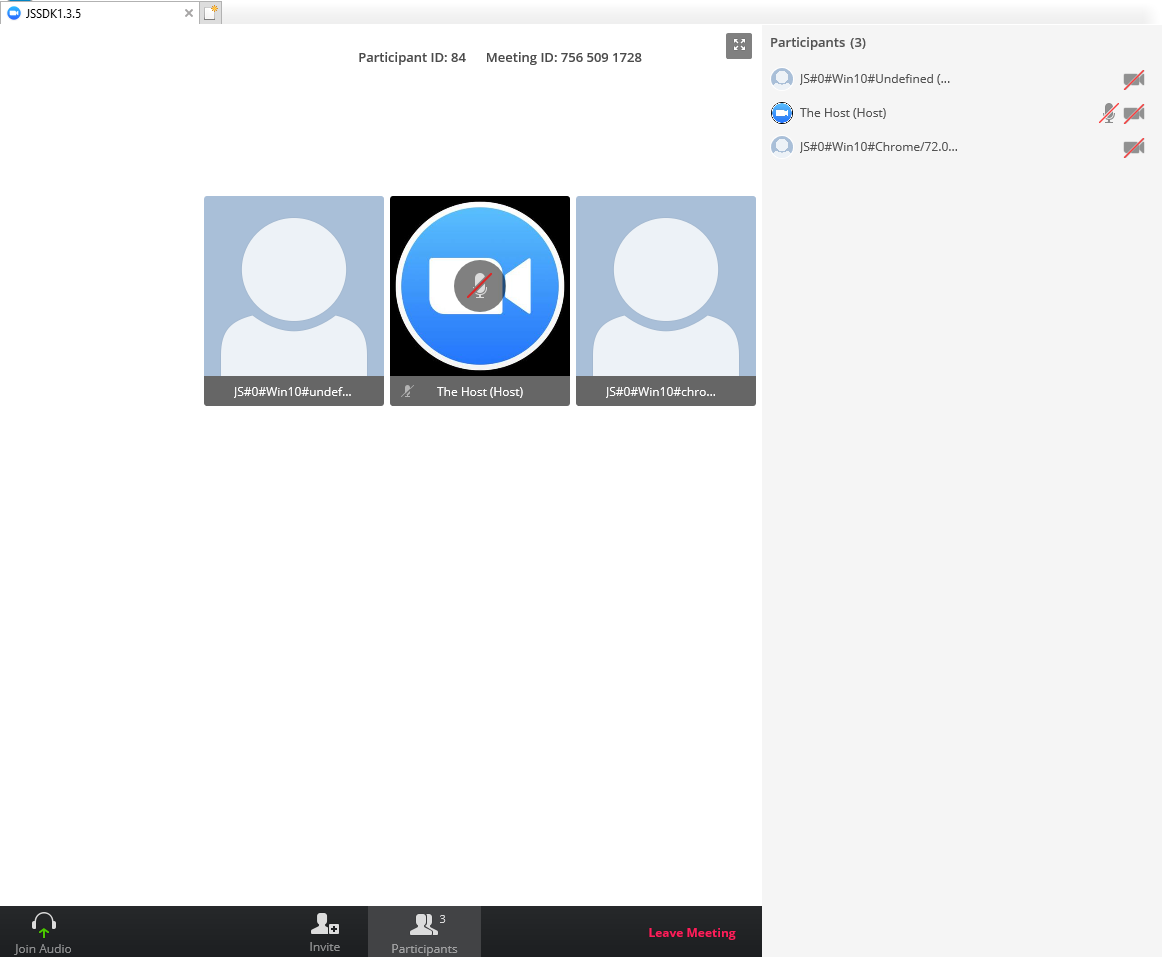 JSSDK1.3.5
Participant ID: 84 Meeting ID: 756 509 1728
Participants (3)
JS#0#Win10#Undefined (...
The Host (Host)
JS#0#Win10#Chrome/72.0...
JS#0#Win10#undef...
The Host (Host)
JS#0#Win10#chro...
Join Audio
Invite
3
Participants
Leave Meeting